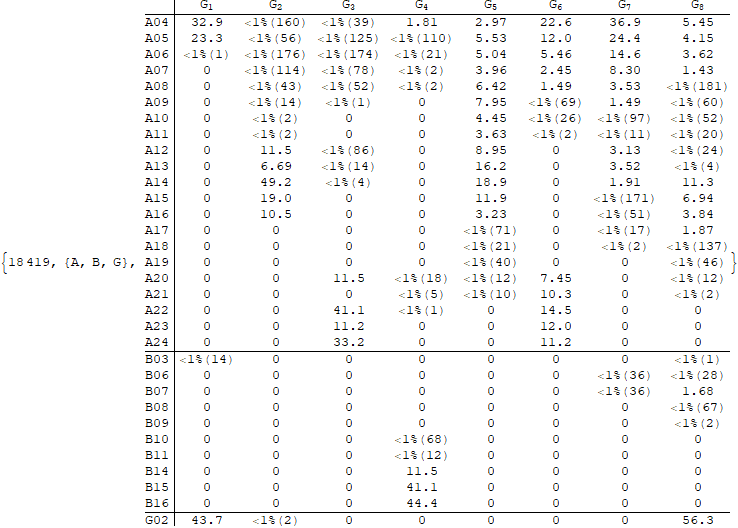 G1 G2 G3 G4 G5 G6 G7 G8
A04 32.9 <1%(160) <1%(39) 1.81 2.97 22.6 36.9 5.45
A05 23.3 <1%(56) <1%(125) <1%(110) 5.53 12.0 24.4 4.15
A06 <1%(1) <1%(176) <1%(174) <1%(21) 5.04 5.46 14.6 3.62
A07 0 <1%(114) <1%(78) <1%(2) 3.96 2.45 8.30 1.43
A08 0 <1%(43) <1%(52) <1%(2) 6.42 1.49 3.53 <1%(181)
A09 0 <1%(14) <1%(1) 0 7.95 <1%(69) 1.49 <1%(60)
A10 0 <1%(2) 0 0 4.45 <1%(26) <1%(97) <1%(52)
A11 0 <1%(2) 0 0 3.63 <1%(2) <1%(11) <1%(20)
A12 0 11.5 <1%(86) 0 8.95 0 3.13 <1%(24)
A13 0 6.69 <1%(14) 0 16.2 0 3.52 <1%(4)
A14 0 49.2 <1%(4) 0 18.9 0 1.91 11.3
A15 0 19.0 0 0 11.9 0 <1%(171) 6.94
A16 0 10.5 0 0 3.23 0 <1%(51) 3.84
A17 0 0 0 0 <1%(71) 0 <1%(17) 1.87
A18 0 0 0 0 <1%(21) 0 <1%(2) <1%(137)
{18419, {A, B, G}, A19 0 0 0 0 <1%(40) 0 0 <1%(46) }
A20 0 0 11.5 <1%(18) <1%(12) 7.45 0 <1%(12)
A21 0 0 0 <1%(5) <1%(10) 10.3 0 <1%(2)
A22 0 0 41.1 <1%(1) 0 14.5 0 0
A23 0 0 11.2 0 0 12.0 0 0
A24 0 0 33.2 0 0 11.2 0 0
B03 <1%(14) 0 0 0 0 0 0 <1%(1)
B06 0 0 0 0 0 0 <1%(36) <1%(28)
B07 0 0 0 0 0 0 <1%(36) 1.68
B08 0 0 0 0 0 0 0 <1%(67)
B09 0 0 0 0 0 0 0 <1%(2)
B10 0 0 0 <1%(68) 0 0 0 0
B11 0 0 0 <1%(12) 0 0 0 0
B14 0 0 0 11.5 0 0 0 0
B15 0 0 0 41.1 0 0 0 0
B16 0 0 0 44.4 0 0 0 0
G02 43.7 <1%(2) 0 0 0 0 0 56.3